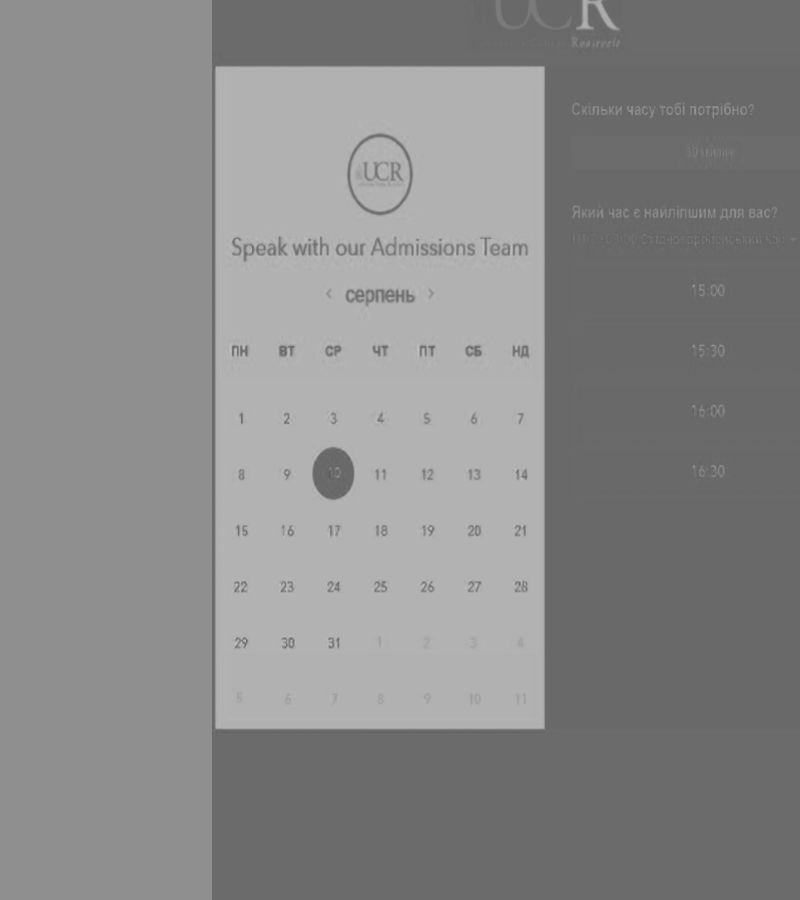 UCR
Roosevelt
UCR
Speak with our Admissions Team
< серпень >
ПН ВТ СР ЧТ ПТ СБ НД
1 2 3 4 5 6 7
8 9 10 11 12 13 14
15 16 17 18 19 20 21
22 23 24 25 26 27 28
29 30 31 1 2 3 4
5 6 7 8 9 10 11
Скільки часу тобі потрібно?
30 хвилин
Який час є найліпшим для вас?
15:00
15:30
16:00
16:30